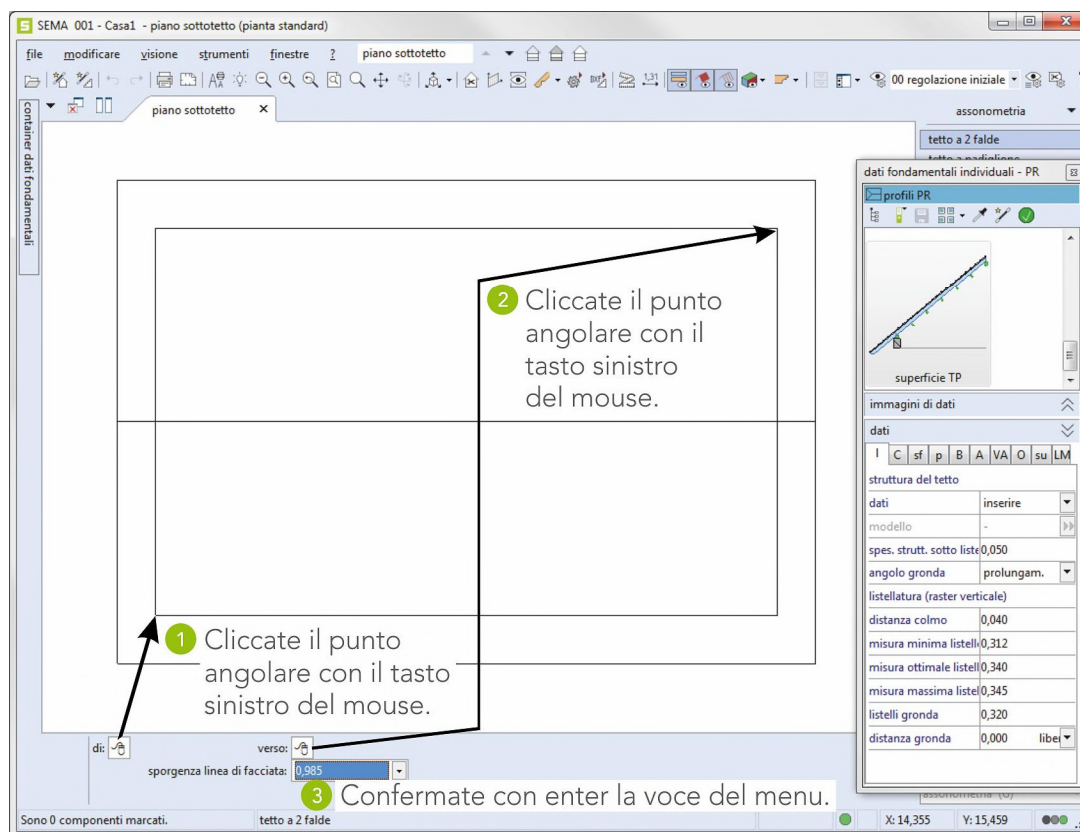 SEMA 001 - Casa1 - piano sottotetto (pianta standard)
file modificare visione strumenti finestre ? piano sottotetto
1,31 00 regolazione iniziale
container dati fondamentali
piano sottotetto X
assonometria
tetto a 2 falde
tetto a padiglione
dati fondamentali individuali - PR
profili PR
superficie TP
immagini di dati
dati
I C sf p B A VA O su LM
struttura del tetto
dati inserire
modello -
spes. strutt. sotto liste 0,050
angolo gronda prolungam.
listellatura (raster verticale)
distanza colmo 0,040
misura minima listell 0,312
misura ottimale listell 0,340
misura massima listel 0,345
listelli gronda 0,320
distanza gronda 0,000 liber
assonometria (0)
2 Cliccate il punto
angolare con il
tasto sinistro
del mouse.
1 Cliccate il punto
angolare con il tasto
sinistro del mouse.
di: verso:
sporgenza linea di facciata: 0,985
3 Confermate con enter la voce del menu.
Sono 0 componenti marcati. tetto a 2 falde X: 14,355 Y: 15,459